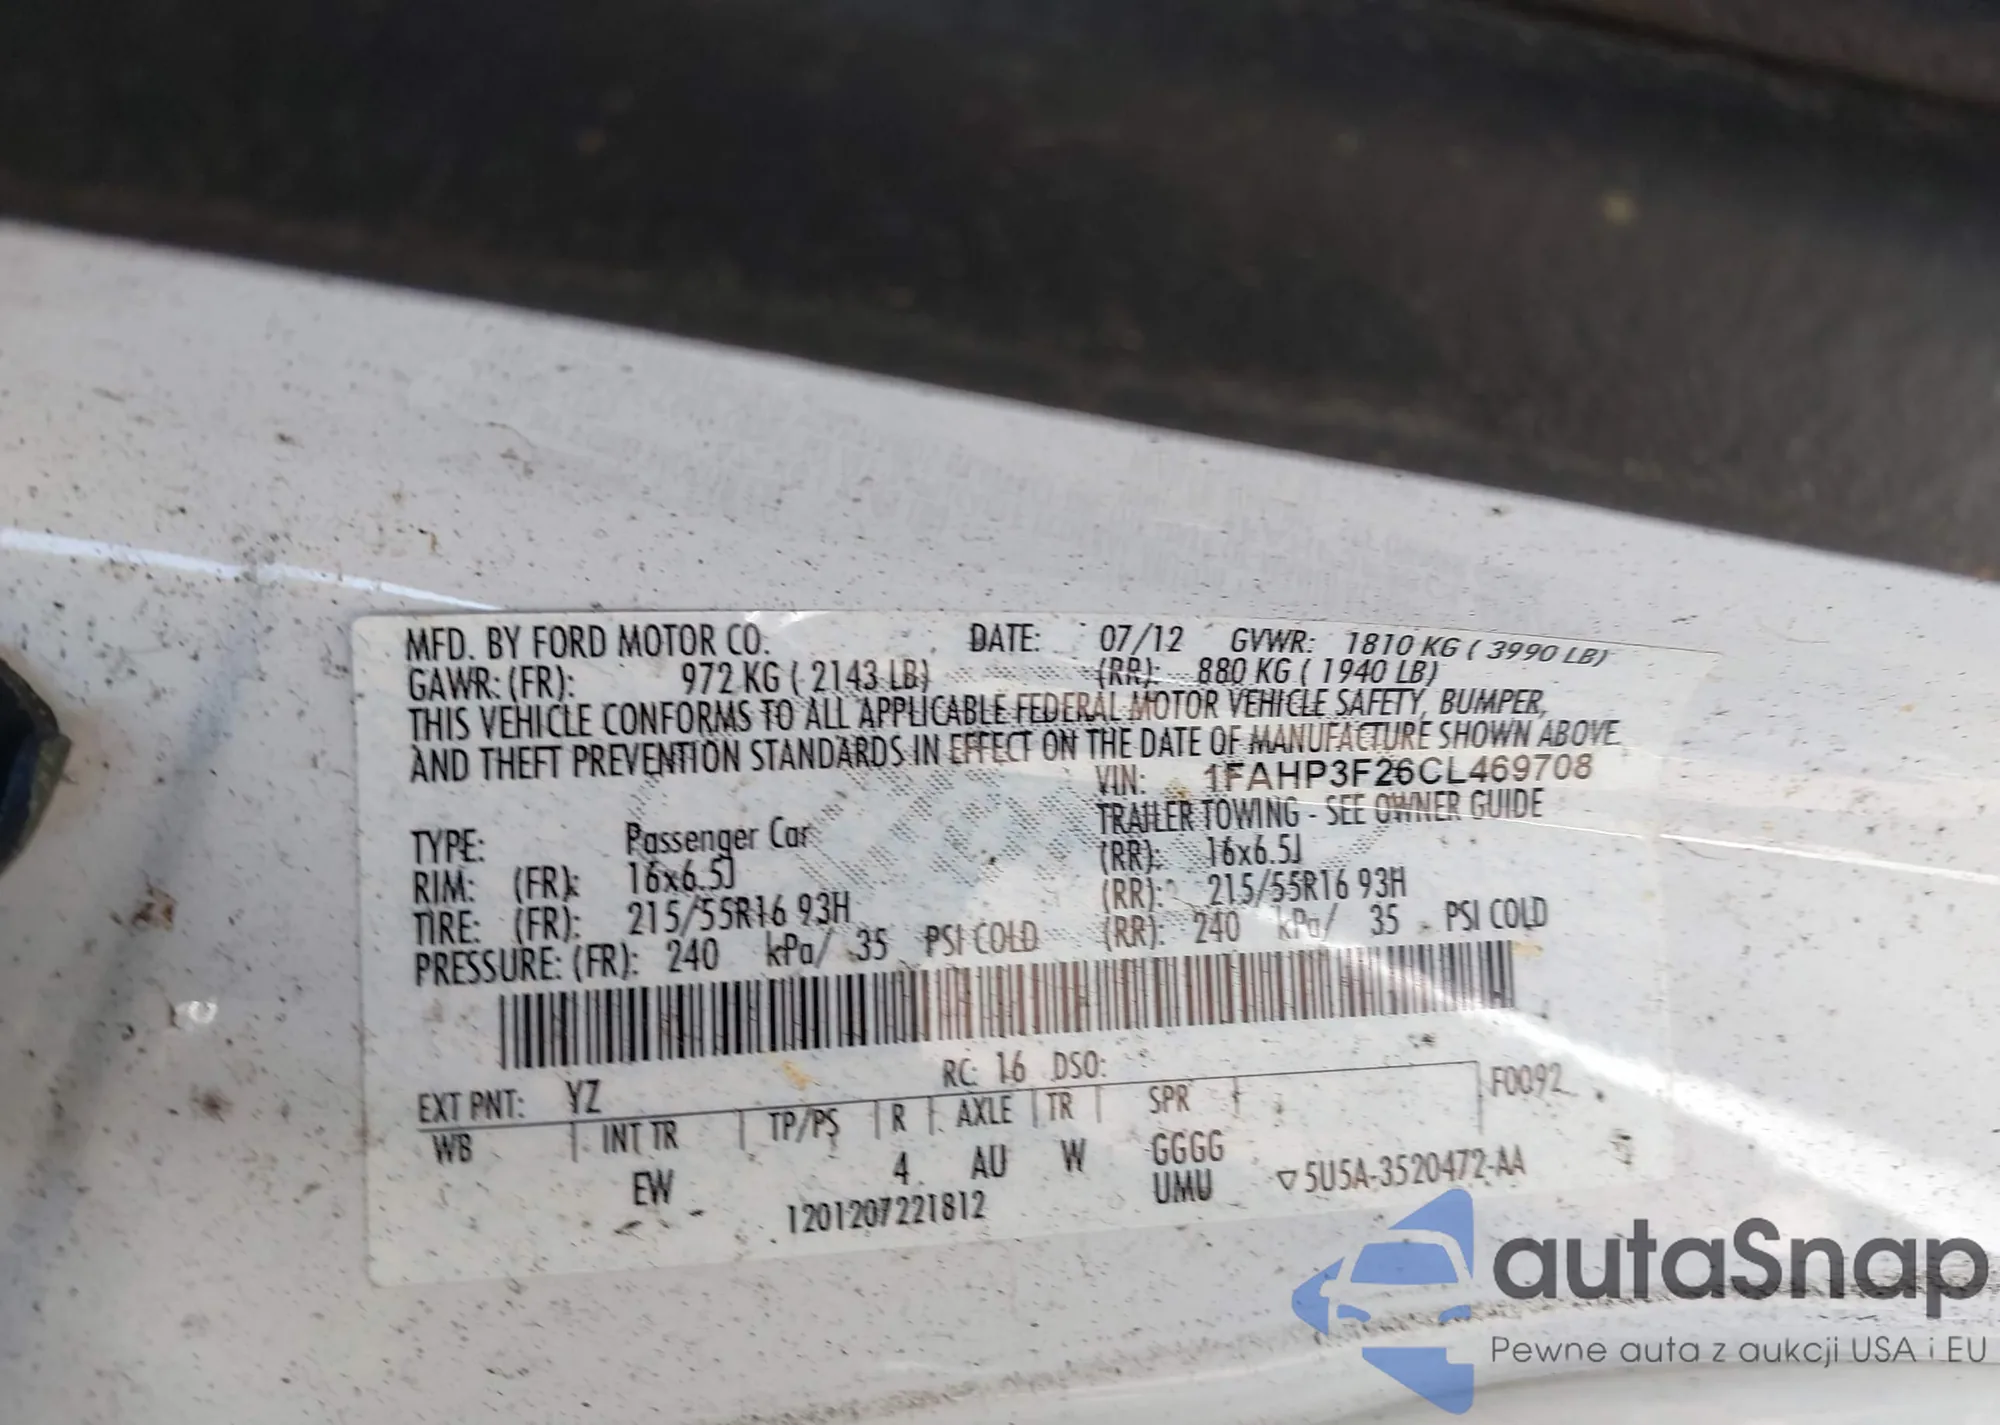 MFD. BY FORD MOTOR CO. DATE: 07/12 GVWR: 1810 KG ( 3990 LB)
GAWR: (FR): 972 KG ( 2143 LB) (RR): 880 KG ( 1940 LB)
THIS VEHICLE CONFORMS TO ALL APPLICABLE FEDERAL MOTOR VEHICLE SAFETY, BUMPER,
AND THEFT PREVENTION STANDARDS IN EFFECT ON THE DATE OF MANUFACTURE SHOWN ABOVE.
VIN: 1FAHP3F26CL469708
TRAILER TOWING - SEE OWNER GUIDE
TYPE: Passenger Car
RIM: (FR): 16x6.5J (RR): 16x6.5J
TIRE: (FR): 215/55R16 93H (RR): 215/55R16 93H
PRESSURE: (FR): 240 kPa/ 35 PSI COLD (RR): 240 kPa/ 35 PSI COLD
RC: 16 DSO:
EXT PNT: YZ F0092
WB INT TR TP/PS R AXLE TR SPR
EW 4 AU W GGGG
1201207221812 UMU ▽5U5A-3520472-AA
autaSnap
Pewne auta z aukcji USA i EU